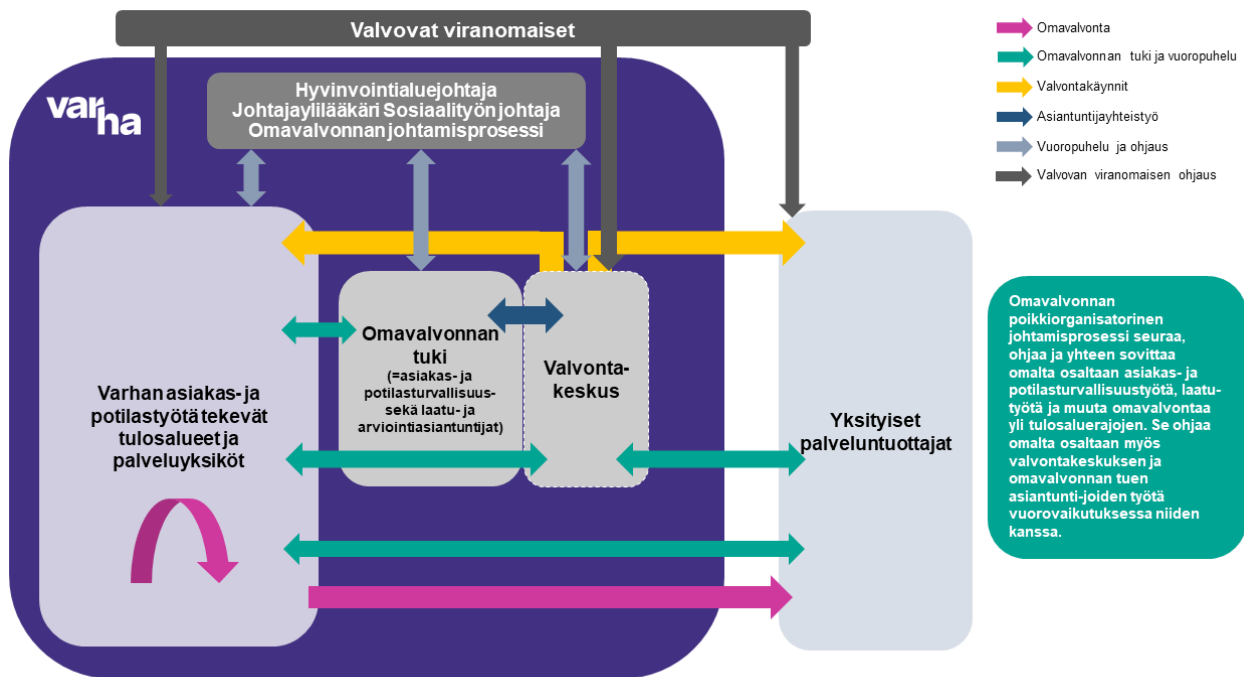 Valvovat viranomaiset
varha
Hyvinvointialuejohtaja
Johtajaylilääkäri Sosiaalityön johtaja
Omavalvonnan johtamisprosessi
Omavalvonta
Omavalvonnan tuki ja vuoropuhelu
Valvontakäynnit
Asiantuntijayhteistyö
Vuoropuhelu ja ohjaus
Valvovan viranomaisen ohjaus
Varhan asiakas- ja
potilastyötä tekevät
tulosalueet ja
palveluyksiköt
Omavalvonnan
tuki
(=asiakas- ja
potilasturvallisuus-
sekä laatu- ja
arviointiasiantuntijat)
Valvonta-
keskus
Yksityiset
palveluntuottajat
Omavalvonnan
poikkiorganisatorinen
johtamisprosessi seuraa,
ohjaa ja yhteen sovittaa
omalta osaltaan asiakas- ja
potilasturvallisuustyötä, laatu-
työtä ja muuta omavalvontaa
yli tulosaluerajojen. Se ohjaa
omalta osaltaan myös
valvontakeskuksen ja
omavalvonnan tuen
asiantunti-joiden työtä
vuorovaikutuksessa niiden
kanssa.